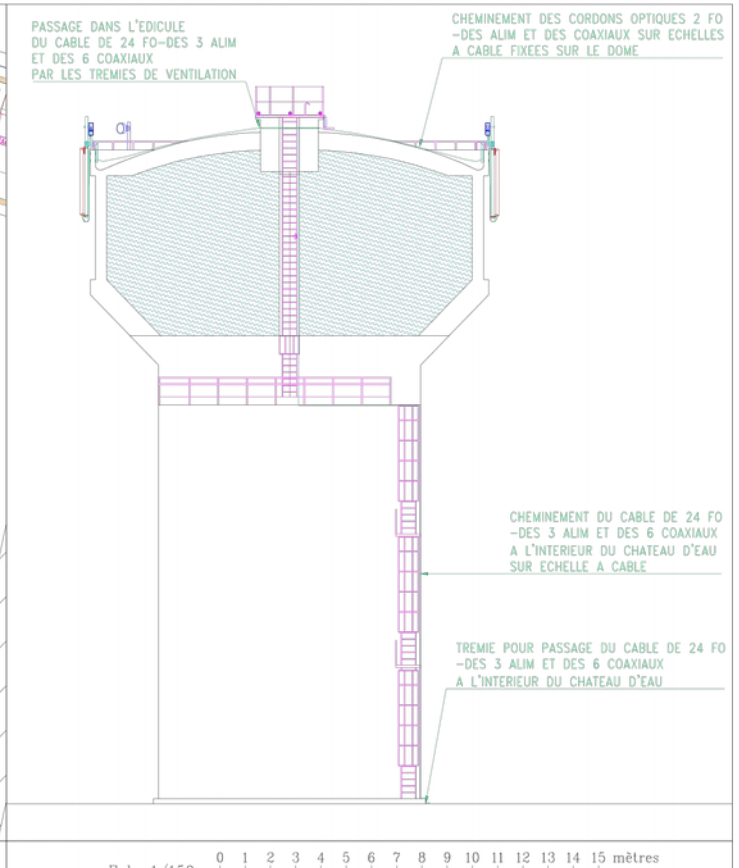 PASSAGE DANS L'EDICULE
DU CABLE DE 24 FO-DES 3 ALIM
ET DES 6 COAXIAUX
PAR LES TREMIES DE VENTILATION
CHEMINEMENT DES CORDONS OPTIQUES 2 FO
-DES ALIM ET DES COAXIAUX SUR ECHELLES
A CABLE FIXEES SUR LE DOME
CHEMINEMENT DU CABLE DE 24 FO
-DES 3 ALIM ET DES 6 COAXIAUX
A L'INTERIEUR DU CHATEAU D'EAU
SUR ECHELLE A CABLE
TREMIE POUR PASSAGE DU CABLE DE 24 FO
-DES 3 ALIM ET DES 6 COAXIAUX
A L'INTERIEUR DU CHATEAU D'EAU
0 1 2 3 4 5 6 7 8 9 10 11 12 13 14 15 mètres